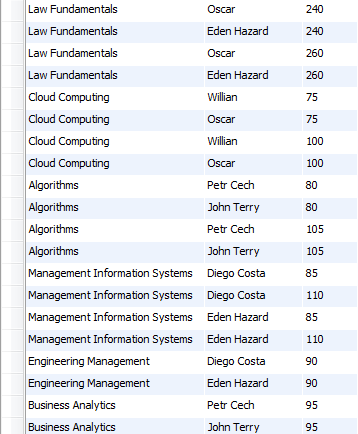 Law Fundamentals Oscar 240
Law Fundamentals Eden Hazard 240
Law Fundamentals Oscar 260
Law Fundamentals Eden Hazard 260
Cloud Computing Willian 75
Cloud Computing Oscar 75
Cloud Computing Willian 100
Cloud Computing Oscar 100
Algorithms Petr Cech 80
Algorithms John Terry 80
Algorithms Petr Cech 105
Algorithms John Terry 105
Management Information Systems Diego Costa 85
Management Information Systems Diego Costa 110
Management Information Systems Eden Hazard 85
Management Information Systems Eden Hazard 110
Engineering Management Diego Costa 90
Engineering Management Eden Hazard 90
Business Analytics Petr Cech 95
Business Analytics John Terry 95